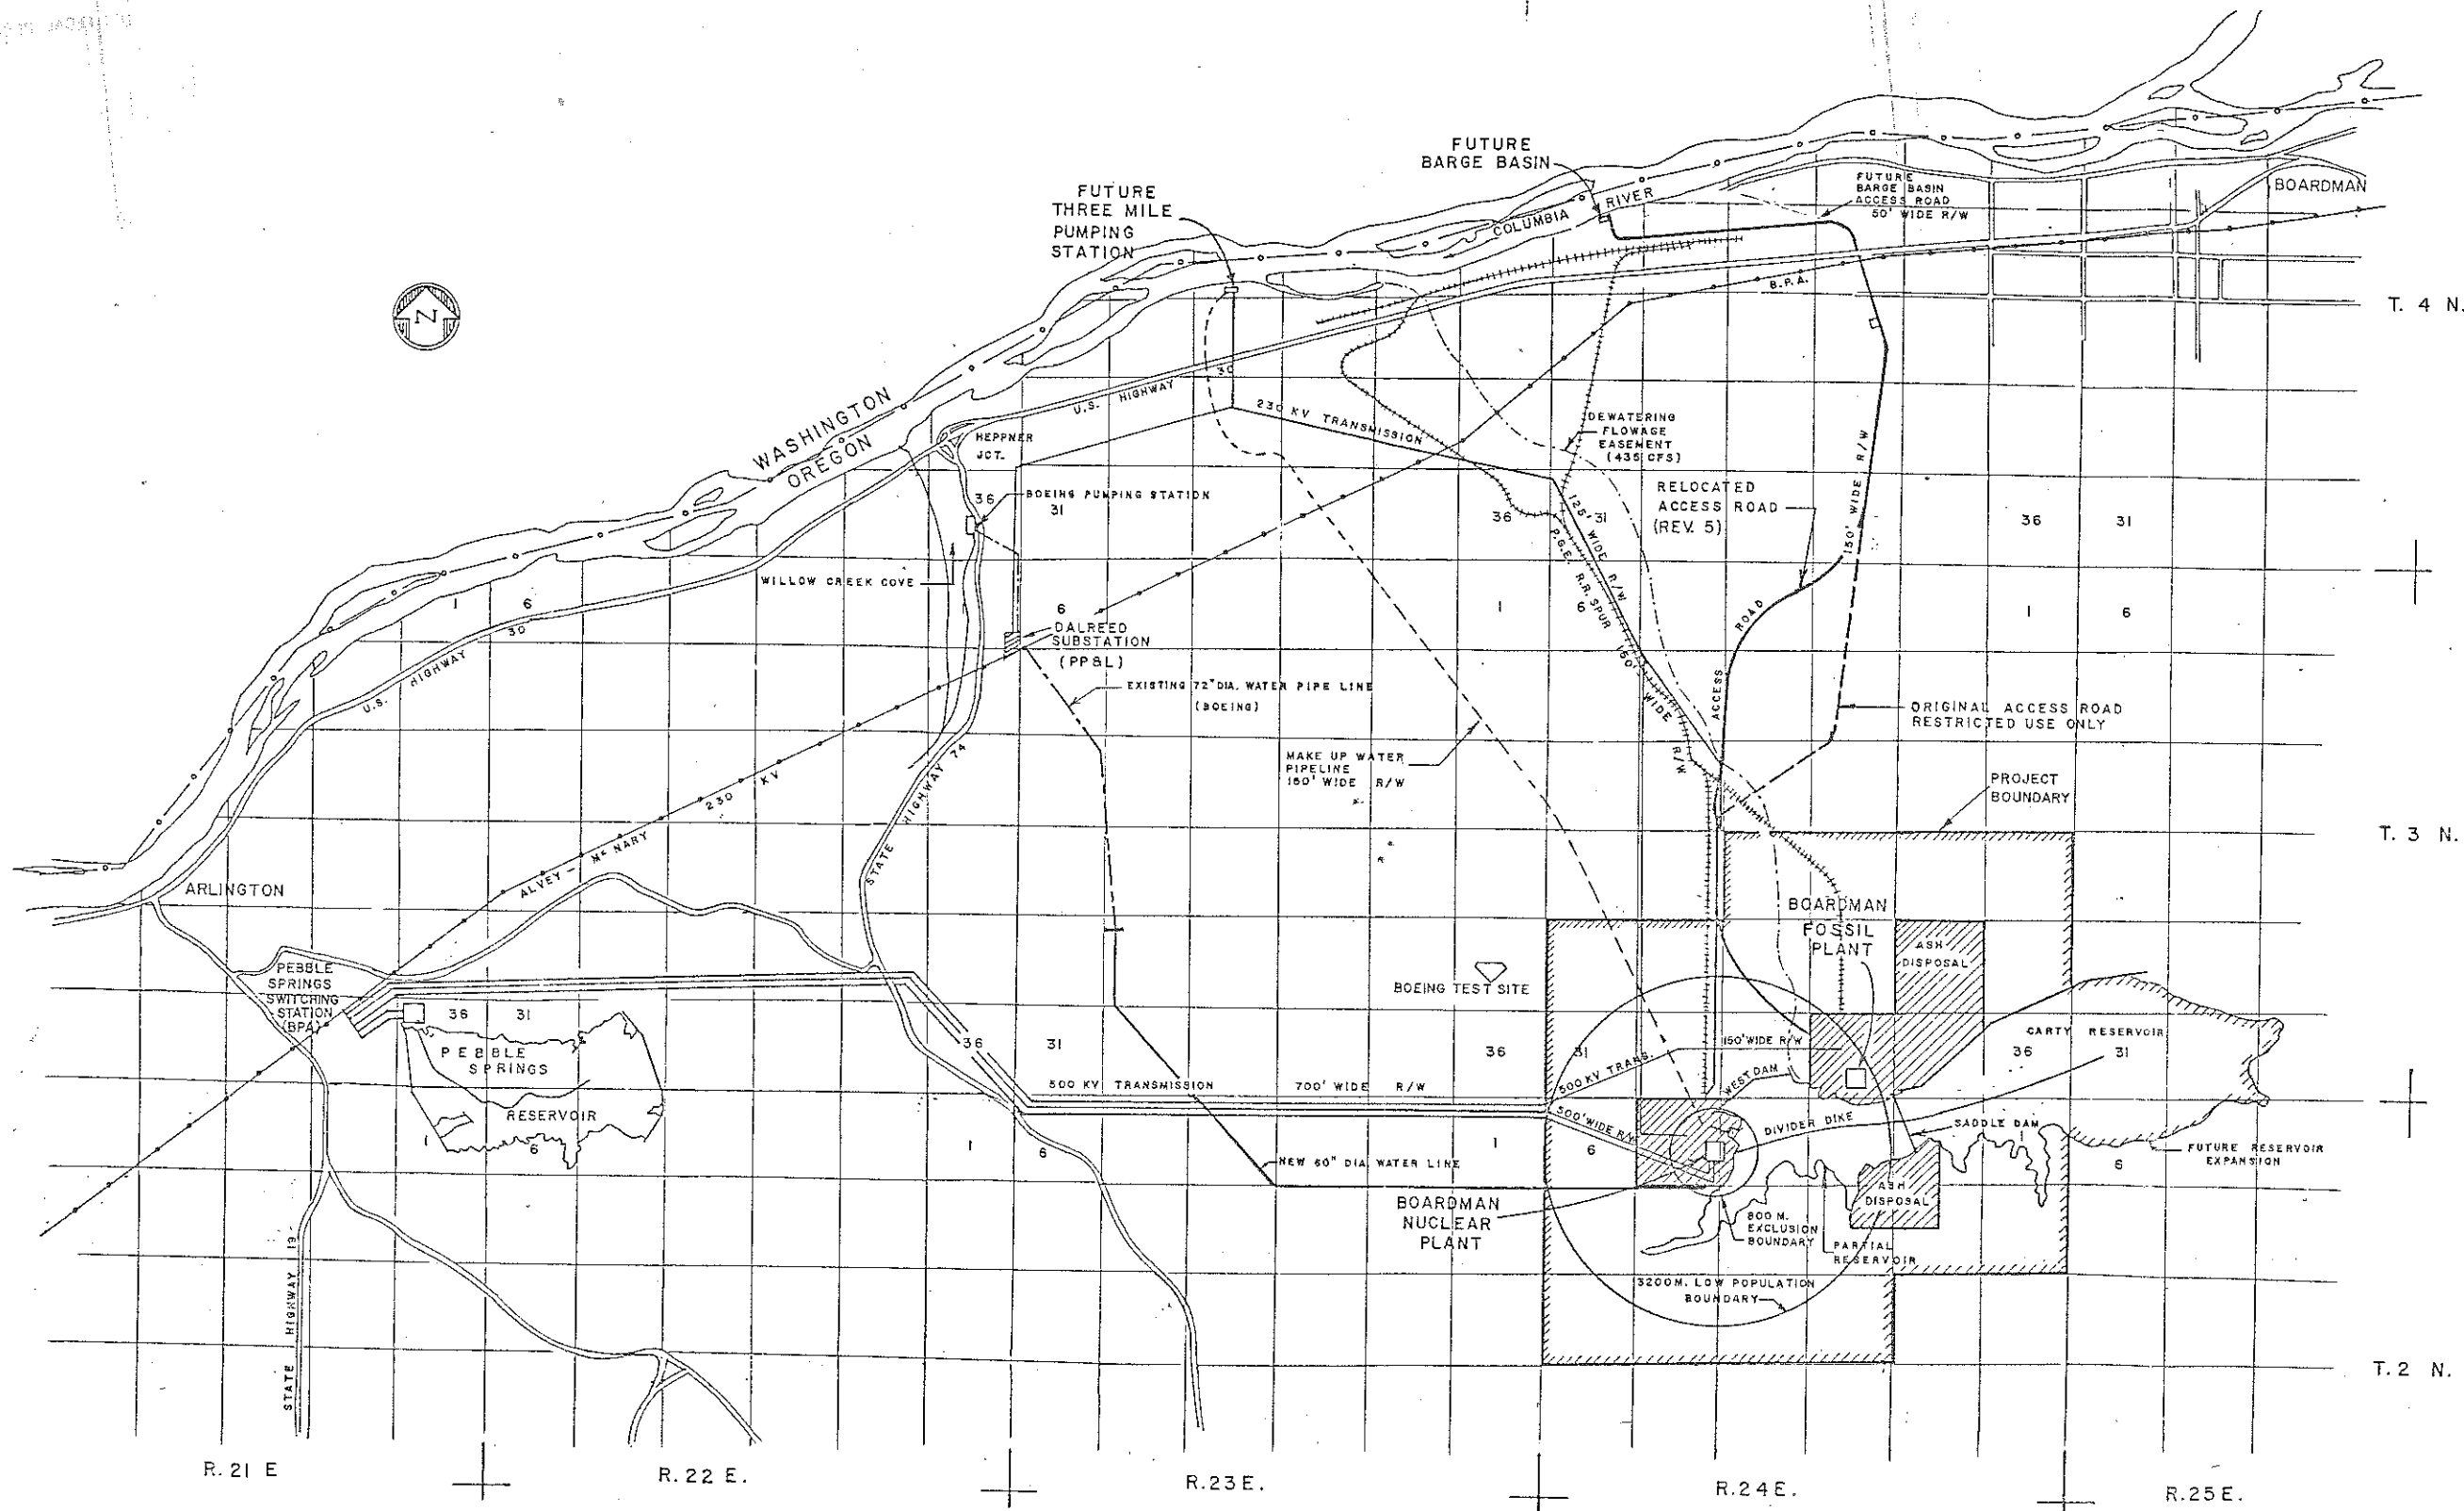 FUTURE
BARGE BASIN
FUTURE
THREE MILE
PUMPING
STATION
COLUMBIA RIVER
FUTURE
BARGE BASIN
ACCESS ROAD
50' WIDE R/W
BOARDMAN
B.P.A.
T. 4 N.
N
WASHINGTON
OREGON
U.S. HIGHWAY 30
HEPPNER
JCT.
230 KV TRANSMISSION
DEWATERING
FLOWAGE
EASEMENT
(435 CFS)
36
BOEING PUMPING STATION
31
36
31
RELOCATED
ACCESS ROAD
(REV. 5)
150' WIDE R/W
36
31
125' WIDE R/W
P.G.E. R.R. SPUR 150' WIDE R/W
WILLOW CREEK COVE
1
6
30
U.S. HIGHWAY
1
6
DALREED
SUBSTATION
(PP&L)
1
6
1
6
ACCESS ROAD
EXISTING 72" DIA. WATER PIPE LINE
(BOEING)
ORIGINAL ACCESS ROAD
RESTRICTED USE ONLY
MAKE UP WATER
PIPELINE
150' WIDE R/W
PROJECT
BOUNDARY
STATE HIGHWAY 74
ALVEY - McNARY 230 KV
T. 3 N.
ARLINGTON
BOARDMAN
FOSSIL
PLANT
ASH
DISPOSAL
PEBBLE
SPRINGS
SWITCHING
STATION
(BPA)
BOEING TEST SITE
36
31
PEBBLE
SPRINGS
RESERVOIR
1
6
36
31
36
31
500 KV TRANS.
150' WIDE R/W
CARTY RESERVOIR
36
31
500 KV TRANSMISSION 700' WIDE R/W
WEST DAM
500' WIDE R/W
DIVIDER DIKE
SADDLE DAM
1
6
1
6
1
6
FUTURE RESERVOIR
EXPANSION
NEW 60" DIA. WATER LINE
BOARDMAN
NUCLEAR
PLANT
ASH
DISPOSAL
800 M.
EXCLUSION
BOUNDARY
PARTIAL
RESERVOIR
3200M. LOW POPULATION
BOUNDARY
STATE HIGHWAY 19
T. 2 N.
R. 21 E
R. 22 E.
R. 23 E.
R. 24 E.
R. 25 E.